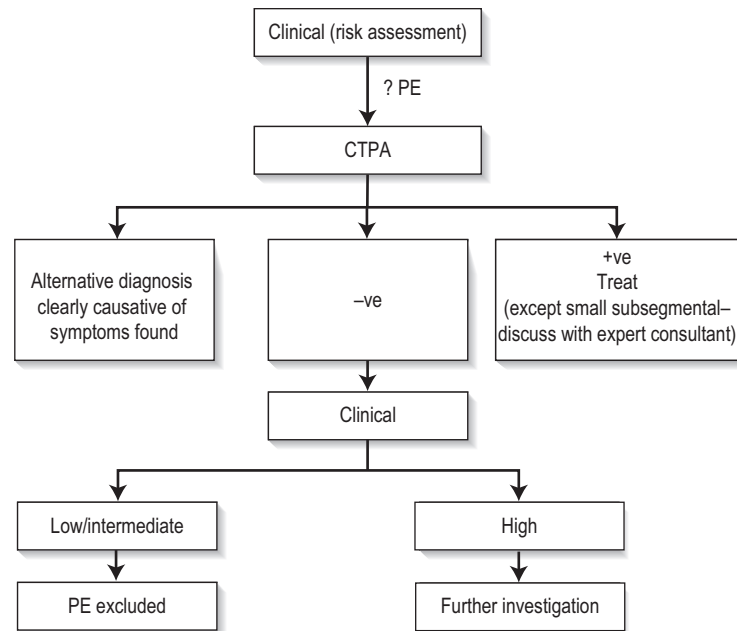 Clinical (risk assessment)
? PE
CTPA
Alternative diagnosis
clearly causative of
symptoms found
–ve
+ve
Treat
(except small subsegmental–
discuss with expert consultant)
Clinical
Low/intermediate
High
PE excluded
Further investigation